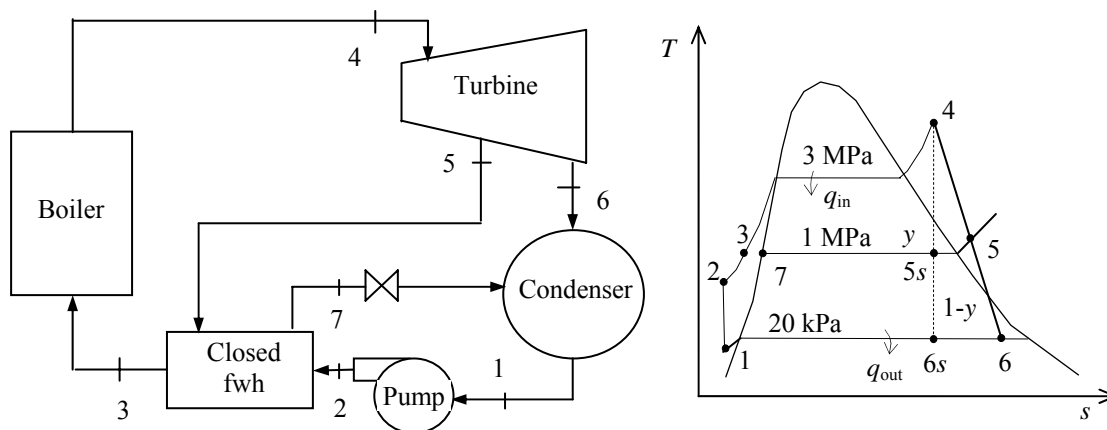 4
Turbine
5
6
Boiler
Condenser
7
Closed
fwh
3
2
Pump
1
T
4
3 MPa
q_in
3
1 MPa
y
5
2
7
5s
1-y
20 kPa
1
q_out
6s
6
s